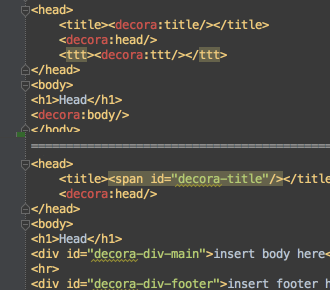 <head>
<title><decora:title/></title>
<decora:head/>
<ttt><decora:ttt/></ttt>
</head>
<body>
<h1>Head</h1>
<decora:body/>
</body>
<head>
<title><span id="decora-title"/></title
<decora:head/>
</head>
<body>
<h1>Head</h1>
<div id="decora-div-main">insert body here<
<hr>
<div id="decora-div-footer">insert footer